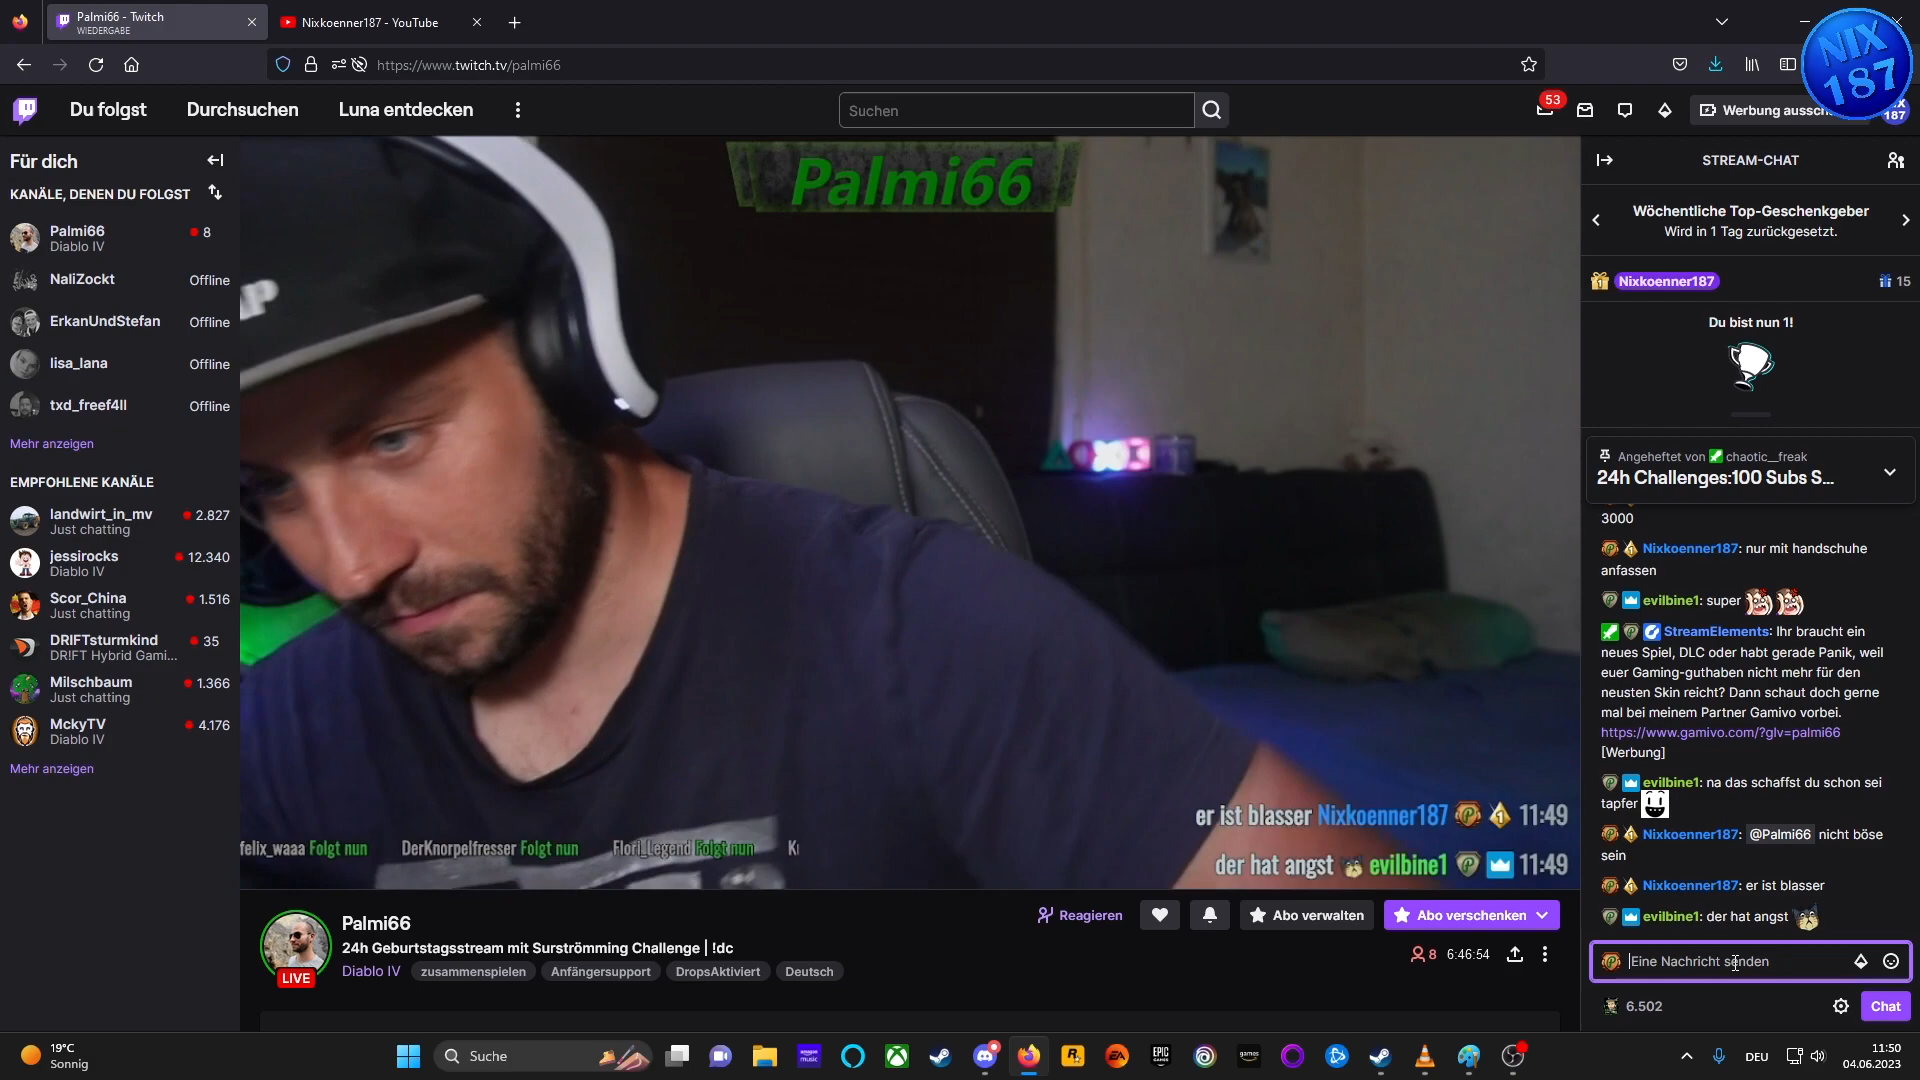 Palmi66 - Twitch
WIEDERGABE
Nixkoenner187 - YouTube
NIX
187
https://www.twitch.tv/palmi66
Du folgst
Durchsuchen
Luna entdecken
Suchen
53
Werbung aussch
Für dich
KANÄLE, DENEN DU FOLGST
Palmi66
8
Diablo IV
NaliZockt
Offline
ErkanUndStefan
Offline
lisa_lana
Offline
txd_freef4ll
Offline
Mehr anzeigen
EMPFOHLENE KANÄLE
landwirt_in_mv
2.827
Just chatting
jessirocks
12.340
Diablo IV
Scor_China
1.516
Just chatting
DRIFTsturmkind
35
DR!FT Hybrid Gami...
Milschbaum
1.366
Just chatting
MckyTV
4.176
Diablo IV
Mehr anzeigen
Palmi66
er ist blasser Nixkoenner187 11:49
der hat angst evilbine1 11:49
felix_waaa Folgt nun
DerKnorpelfresser Folgt nun
Flori_Legend Folgt nun
Palmi66
LIVE
24h Geburtstagsstream mit Surströmming Challenge | !dc
Diablo IV
zusammenspielen
Anfängersupport
DropsAktiviert
Deutsch
Reagieren
Abo verwalten
Abo verschenken
8
6:46:54
STREAM-CHAT
Wöchentliche Top-Geschenkgeber
Wird in 1 Tag zurückgesetzt.
Nixkoenner187
15
Du bist nun 1!
Angeheftet von chaotic__freak
24h Challenges:100 Subs S...
3000
Nixkoenner187: nur mit handschuhe
anfassen
evilbine1: super
StreamElements: Ihr braucht ein
neues Spiel, DLC oder habt gerade Panik, weil
euer Gaming-guthaben nicht mehr für den
neusten Skin reicht? Dann schaut doch gerne
mal bei meinem Partner Gamivo vorbei.
https://www.gamivo.com/?glv=palmi66
[Werbung]
evilbine1: na das schaffst du schon sei
tapfer
Nixkoenner187: @Palmi66 nicht böse
sein
Nixkoenner187: er ist blasser
evilbine1: der hat angst
Eine Nachricht senden
6.502
Chat
19°C
Sonnig
Suche
DEU
11:50
04.06.2023